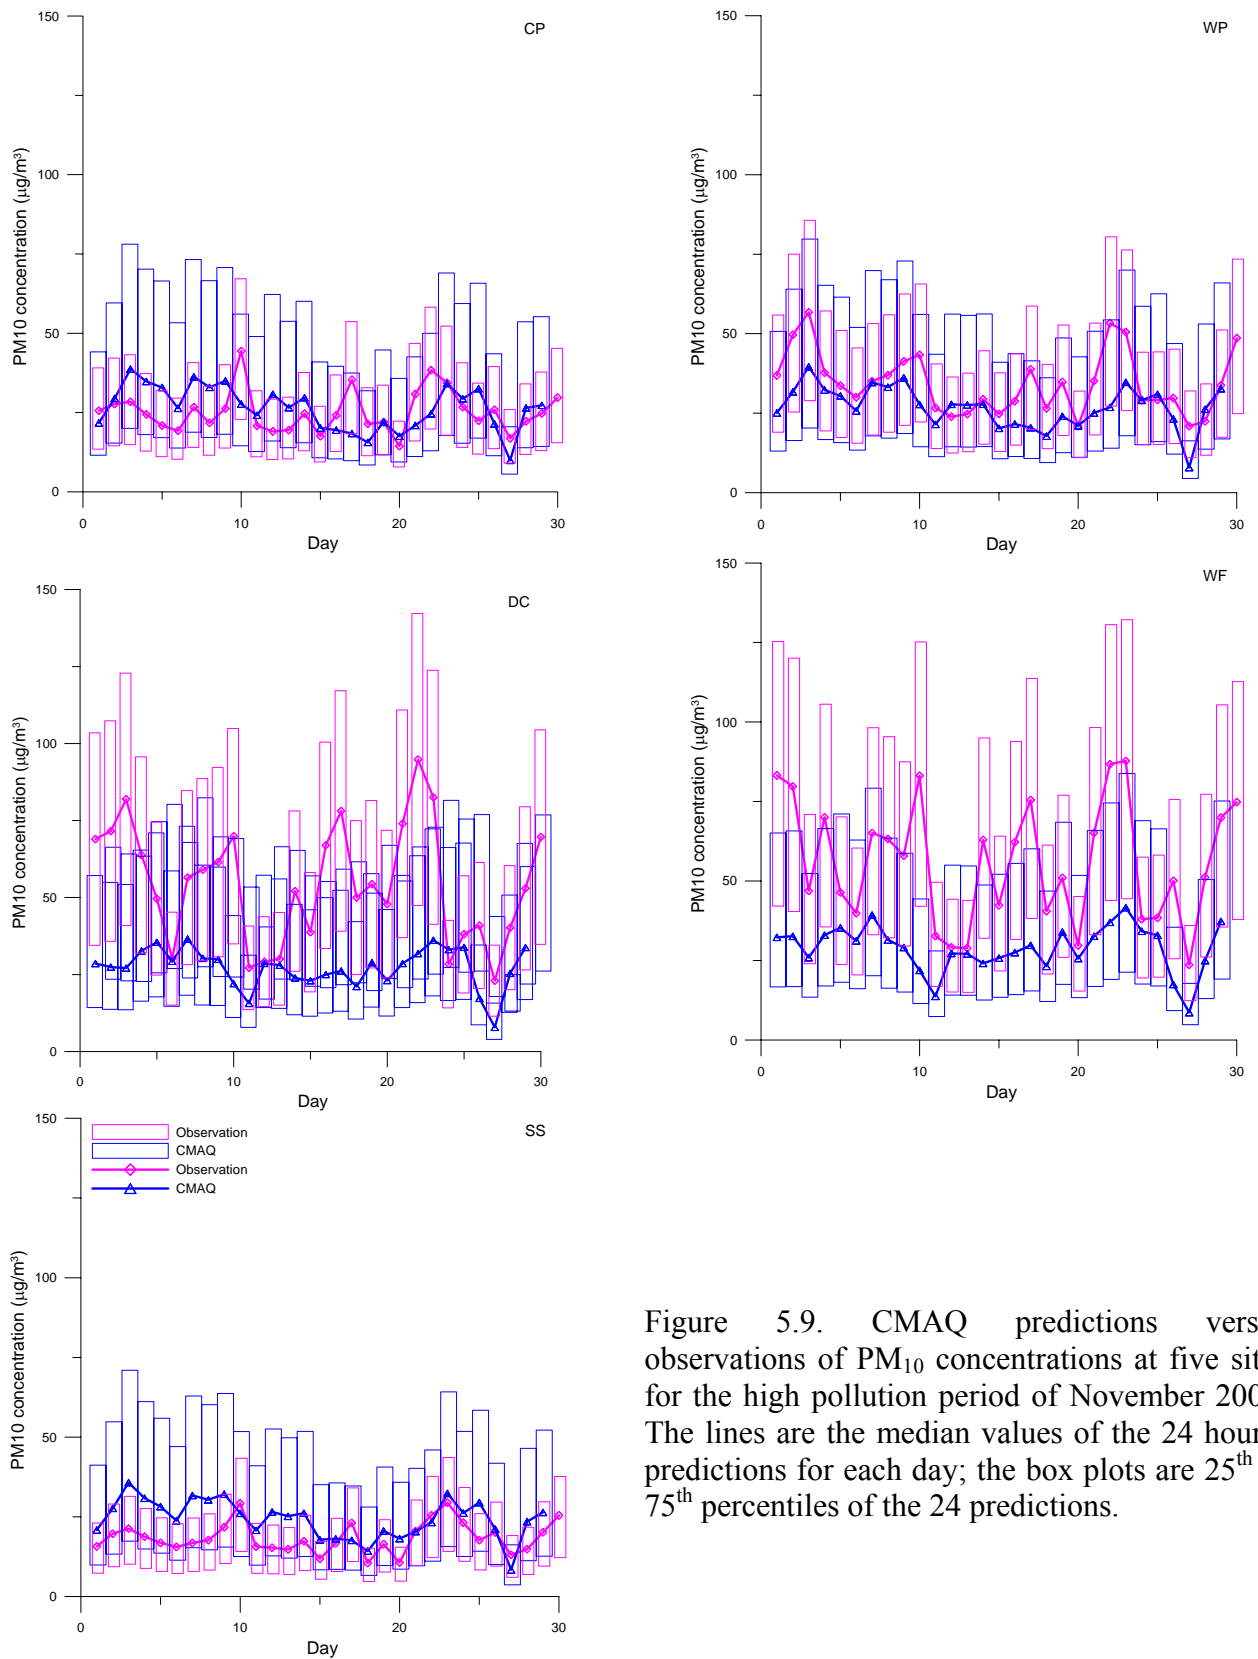 150
CP
100
50
0
PM10 concentration (µg/m³)
0
10
20
30
Day
150
WP
100
50
0
PM10 concentration (µg/m³)
0
10
20
30
Day
150
DC
100
50
0
PM10 concentration (µg/m³)
0
10
20
30
Day
150
WF
100
50
0
PM10 concentration (µg/m³)
0
10
20
30
Day
150
SS
Observation
CMAQ
Observation
CMAQ
100
50
0
PM10 concentration (µg/m³)
0
10
20
30
Day
Figure 5.9. CMAQ predictions vers
observations of PM₁₀ concentrations at five sit
for the high pollution period of November 200
The lines are the median values of the 24 hour
predictions for each day; the box plots are 25th
75th percentiles of the 24 predictions.